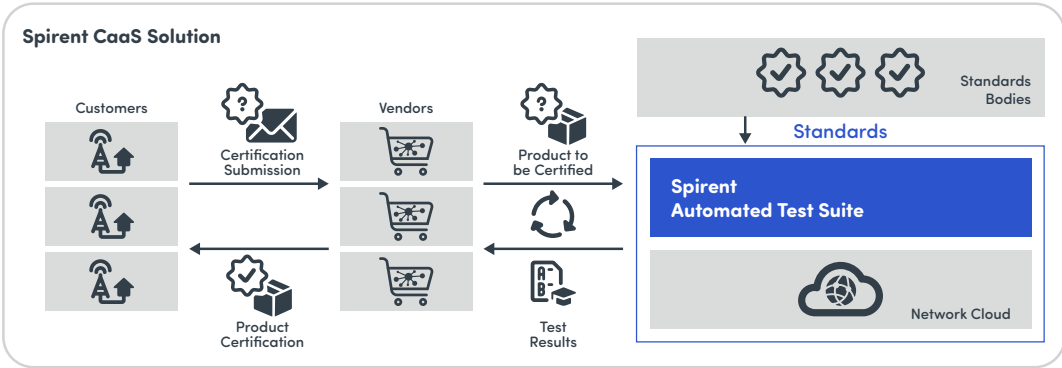 Spirent CaaS Solution
Customers
Certification
Submission
Product
Certification
Vendors
?
?
Product to
be Certified
A
B
Test
Results
Standards
Bodies
Standards
Spirent
Automated Test Suite
Network Cloud